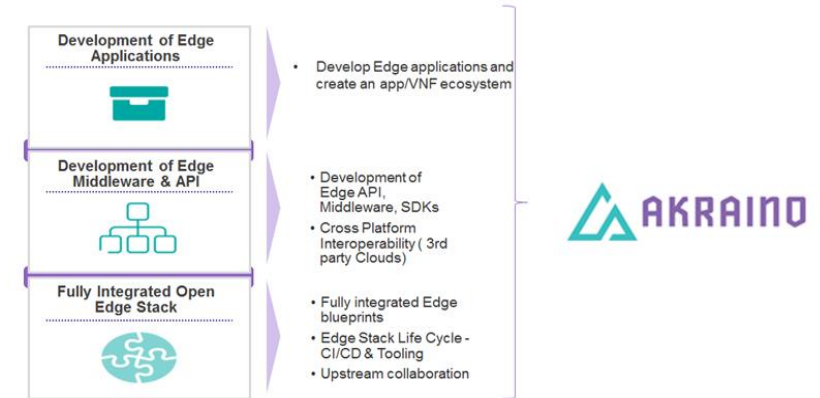 Development of Edge
Applications
• Develop Edge applications and
create an app/VNF ecosystem
Development of Edge
Middleware & API
• Development of
Edge API,
Middleware, SDKs
• Cross Platform
Interoperability ( 3rd
party Clouds)
Fully Integrated Open
Edge Stack
• Fully integrated Edge
blueprints
• Edge Stack Life Cycle -
CI/CD & Tooling
• Upstream collaboration
AKRAINO